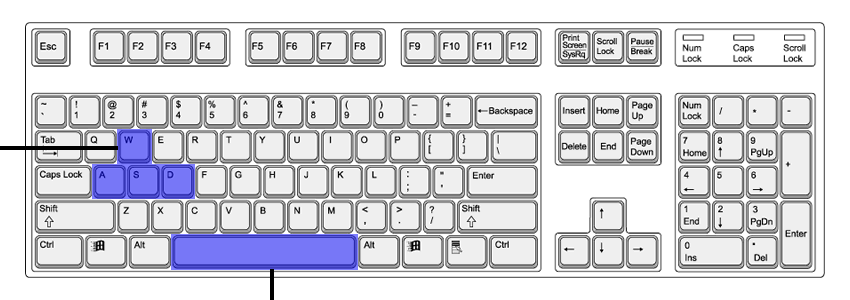 Esc F1 F2 F3 F4 F5 F6 F7 F8 F9 F10 F11 F12 Print Screen SysRq Scroll Lock Pause Break Num Lock Caps Lock Scroll Lock
~ ` ! 1 @ 2 # 3 $ 4 % 5 ^ 6 & 7 * 8 ( 9 ) 0 — - + = ←Backspace Insert Home Page Up Num Lock / * -
Tab Q W E R T Y U I O P { [ } ] | \ Delete End Page Down 7 Home 8 ↑ 9 PgUp +
Caps Lock A S D F G H J K L : ; " ' Enter 4 ← 5 6 →
Shift ⇧ Z X C V B N M < , > . ? / Shift ⇧ ↑ 1 End 2 ↓ 3 PgDn Enter
Ctrl Alt Alt Ctrl ← ↓ → 0 Ins • Del